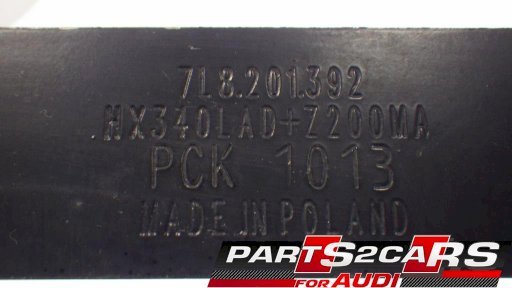 7L8.201.392
HX340LAD+Z200MA
PCK 1013
MADE IN POLAND
PARTS2CARS
FOR AUDI